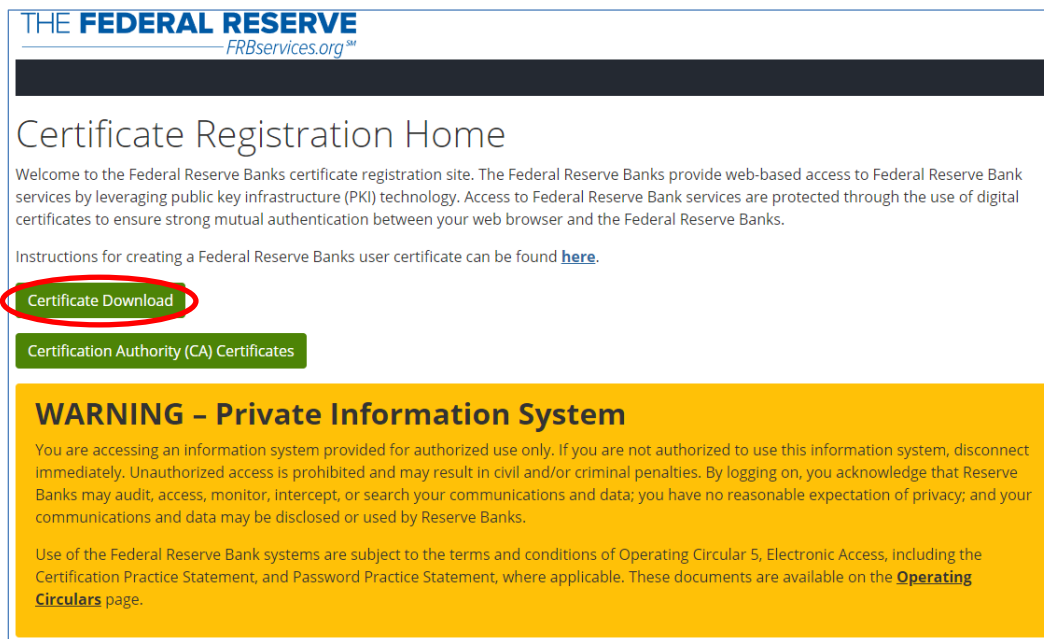 THE FEDERAL RESERVE
FRBservices.org℠
Certificate Registration Home
Welcome to the Federal Reserve Banks certificate registration site. The Federal Reserve Banks provide web-based access to Federal Reserve Bank
services by leveraging public key infrastructure (PKI) technology. Access to Federal Reserve Bank services are protected through the use of digital
certificates to ensure strong mutual authentication between your web browser and the Federal Reserve Banks.
Instructions for creating a Federal Reserve Banks user certificate can be found here.
Certificate Download
Certification Authority (CA) Certificates
WARNING – Private Information System
You are accessing an information system provided for authorized use only. If you are not authorized to use this information system, disconnect
immediately. Unauthorized access is prohibited and may result in civil and/or criminal penalties. By logging on, you acknowledge that Reserve
Banks may audit, access, monitor, intercept, or search your communications and data; you have no reasonable expectation of privacy; and your
communications and data may be disclosed or used by Reserve Banks.
Use of the Federal Reserve Bank systems are subject to the terms and conditions of Operating Circular 5, Electronic Access, including the
Certification Practice Statement, and Password Practice Statement, where applicable. These documents are available on the Operating
Circulars page.